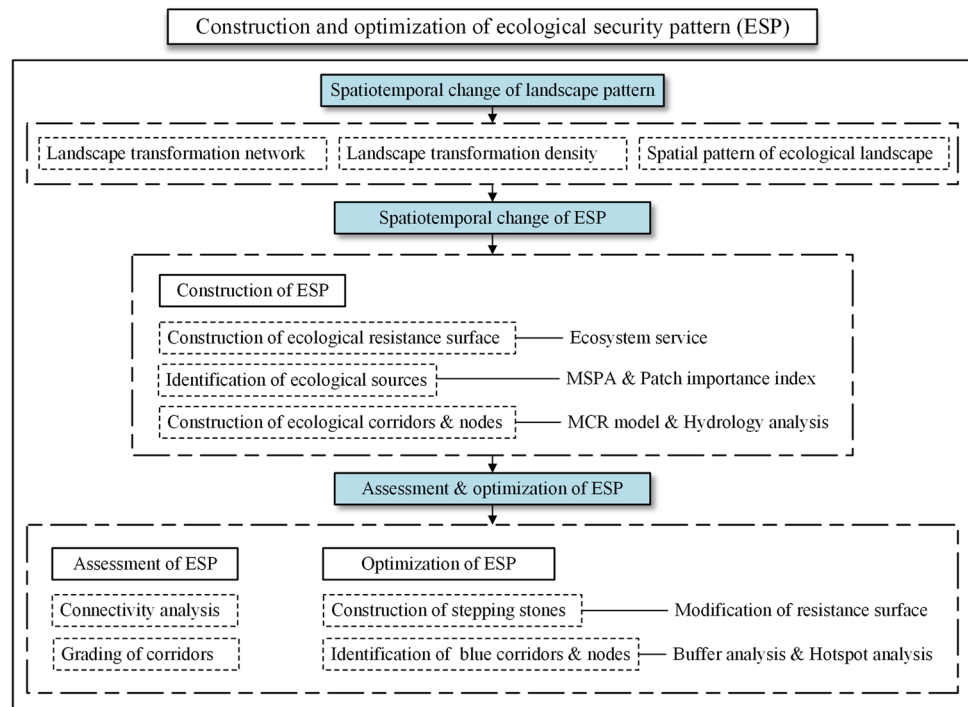 Construction and optimization of ecological security pattern (ESP)
Spatiotemporal change of landscape pattern
Landscape transformation network
Landscape transformation density
Spatial pattern of ecological landscape
Spatiotemporal change of ESP
Construction of ESP
Construction of ecological resistance surface
Ecosystem service
Identification of ecological sources
MSPA & Patch importance index
Construction of ecological corridors & nodes
MCR model & Hydrology analysis
Assessment & optimization of ESP
Assessment of ESP
Optimization of ESP
Connectivity analysis
Construction of stepping stones
Modification of resistance surface
Grading of corridors
Identification of blue corridors & nodes
Buffer analysis & Hotspot analysis